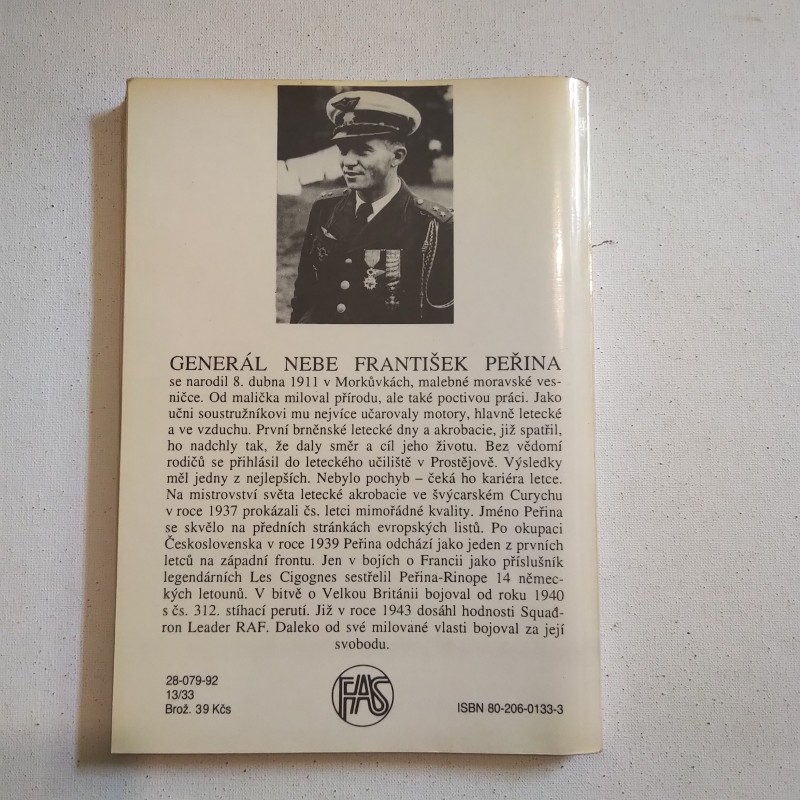 GENERÁL NEBE FRANTIŠEK PEŘINA
se narodil 8. dubna 1911 v Morkůvkách, malebné moravské ves-
ničce. Od malička miloval přírodu, ale také poctivou práci. Jako
učni soustružníkovi mu nejvíce učarovaly motory, hlavně letecké
a ve vzduchu. První brněnské letecké dny a akrobacie, již spatřil,
ho nadchly tak, že daly směr a cíl jeho životu. Bez vědomí
rodičů se přihlásil do leteckého učiliště v Prostějově. Výsledky
měl jedny z nejlepších. Nebylo pochyb – čeká ho kariéra letce.
Na mistrovství světa letecké akrobacie ve švýcarském Curychu
v roce 1937 prokázali čs. letci mimořádné kvality. Jméno Peřina
se skvělo na předních stránkách evropských listů. Po okupaci
Československa v roce 1939 Peřina odchází jako jeden z prvních
letců na západní frontu. Jen v bojích o Francii jako příslušník
legendárních Les Cigognes sestřelil Peřina-Rinope 14 němec-
kých letounů. V bitvě o Velkou Británii bojoval od roku 1940
s čs. 312. stíhací perutí. Již v roce 1943 dosáhl hodnosti Squad-
ron Leader RAF. Daleko od své milované vlasti bojoval za její
svobodu.
28-079-92
13/33
Brož. 39 Kčs
FHAS
ISBN 80-206-0133-3